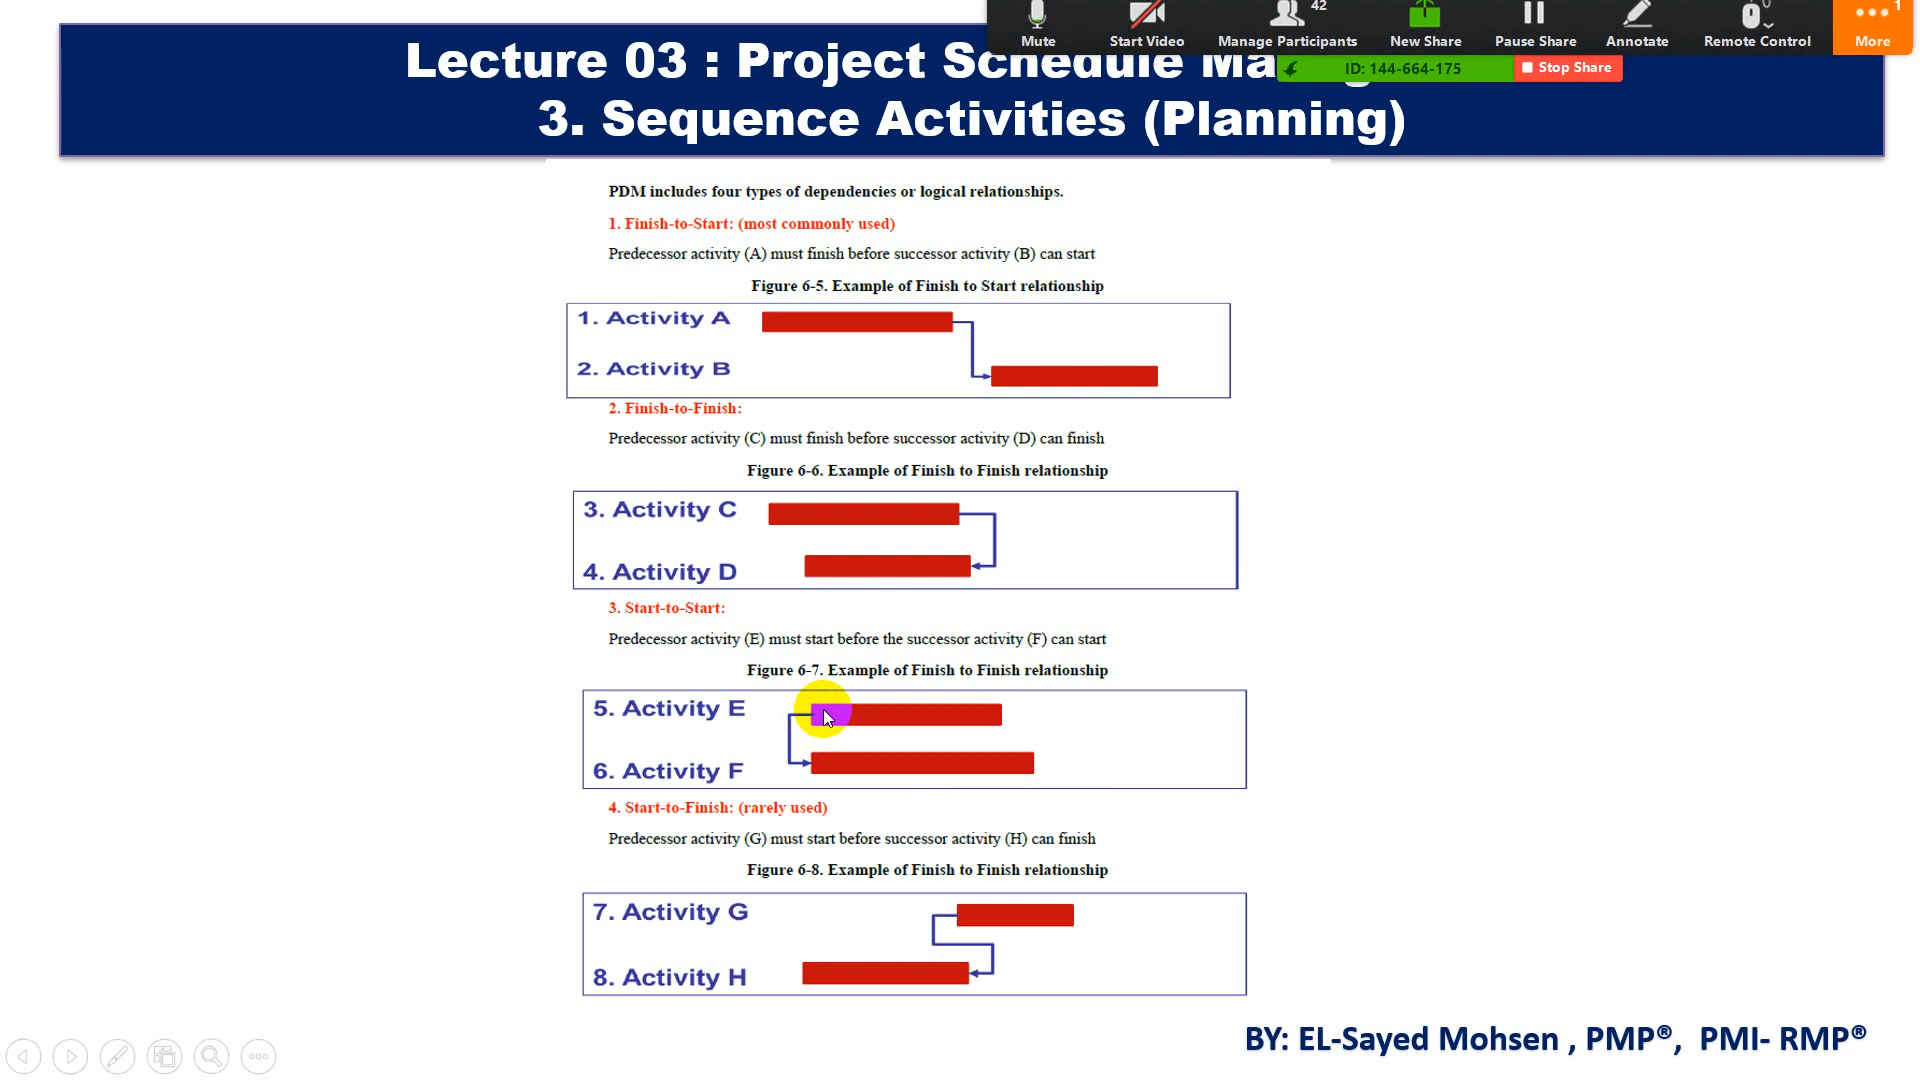 42
1
Mute
Start Video
Manage Participants
New Share
Pause Share
Annotate
Remote Control
More
ID: 144-664-175
Stop Share
Lecture 03 : Project Schedule Ma
3. Sequence Activities (Planning)
PDM includes four types of dependencies or logical relationships.
1. Finish-to-Start: (most commonly used)
Predecessor activity (A) must finish before successor activity (B) can start
Figure 6-5. Example of Finish to Start relationship
1. Activity A
2. Activity B
2. Finish-to-Finish:
Predecessor activity (C) must finish before successor activity (D) can finish
Figure 6-6. Example of Finish to Finish relationship
3. Activity C
4. Activity D
3. Start-to-Start:
Predecessor activity (E) must start before the successor activity (F) can start
Figure 6-7. Example of Finish to Finish relationship
5. Activity E
6. Activity F
4. Start-to-Finish: (rarely used)
Predecessor activity (G) must start before successor activity (H) can finish
Figure 6-8. Example of Finish to Finish relationship
7. Activity G
8. Activity H
BY: EL-Sayed Mohsen , PMP®, PMI- RMP®